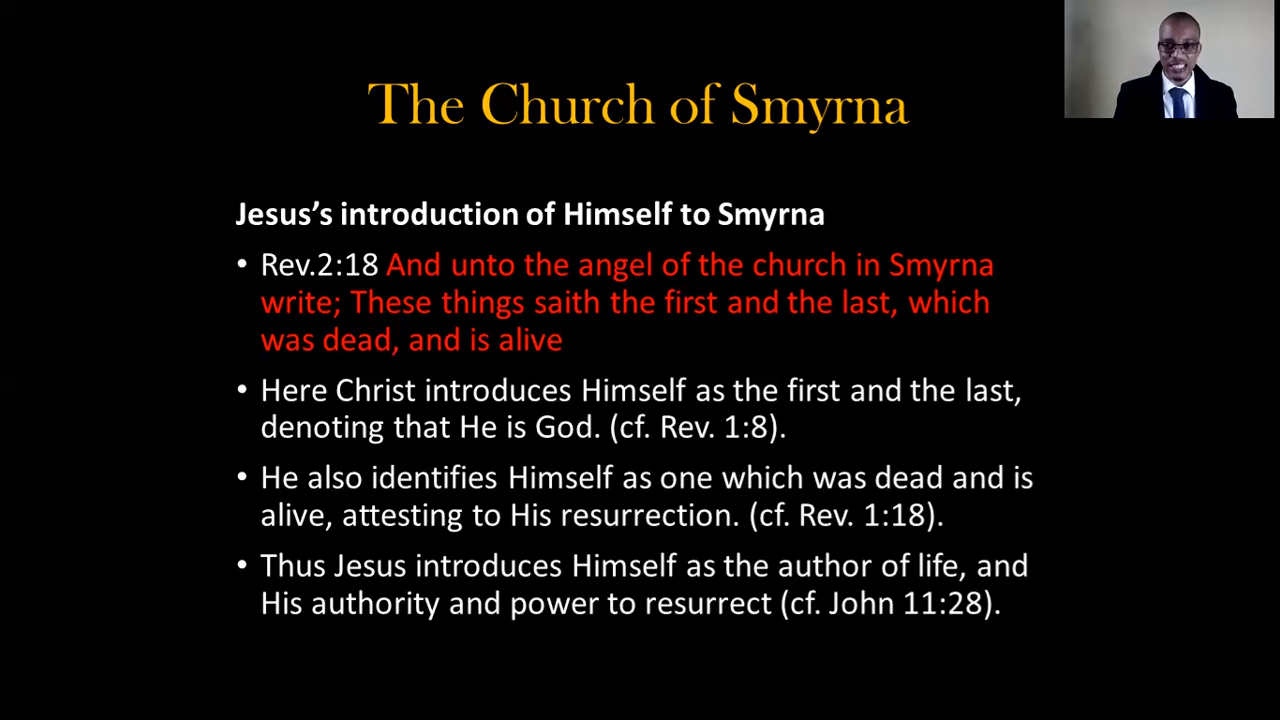 The Church of Smyrna
Jesus’s introduction of Himself to Smyrna
• Rev.2:18 And unto the angel of the church in Smyrna
write; These things saith the first and the last, which
was dead, and is alive
• Here Christ introduces Himself as the first and the last,
denoting that He is God. (cf. Rev. 1:8).
• He also identifies Himself as one which was dead and is
alive, attesting to His resurrection. (cf. Rev. 1:18).
• Thus Jesus introduces Himself as the author of life, and
His authority and power to resurrect (cf. John 11:28).